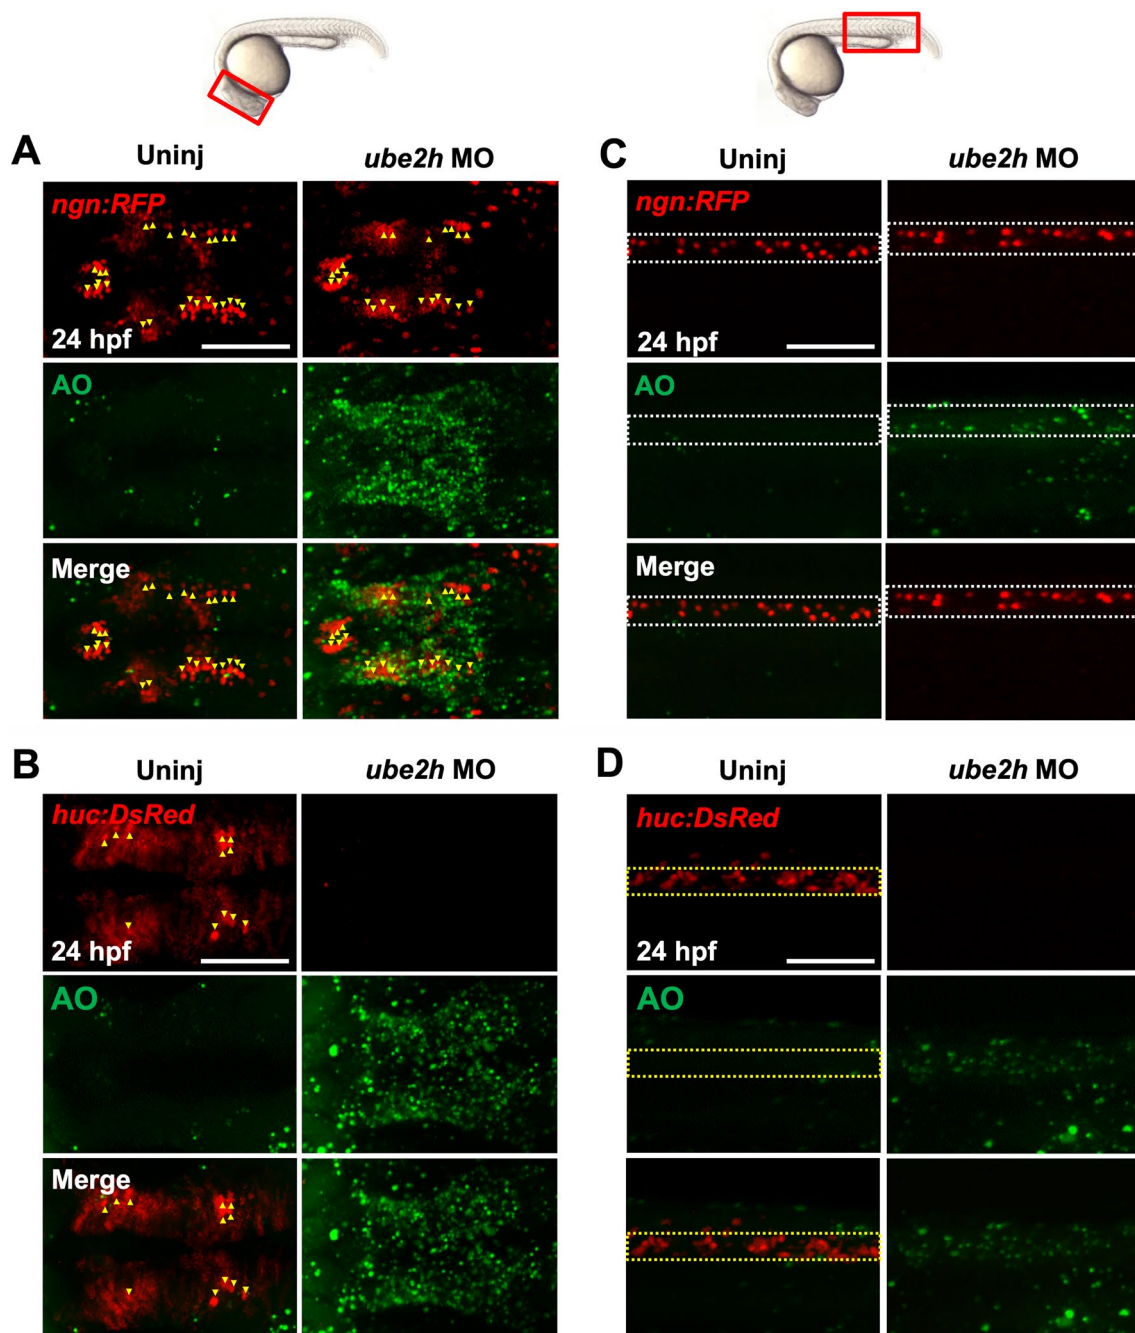 A
Uninj
ube2h MO
ngn:RFP
24 hpf
AO
Merge
B
Uninj
ube2h MO
huc:DsRed
24 hpf
AO
Merge
C
Uninj
ube2h MO
ngn:RFP
24 hpf
AO
Merge
D
Uninj
ube2h MO
huc:DsRed
24 hpf
AO